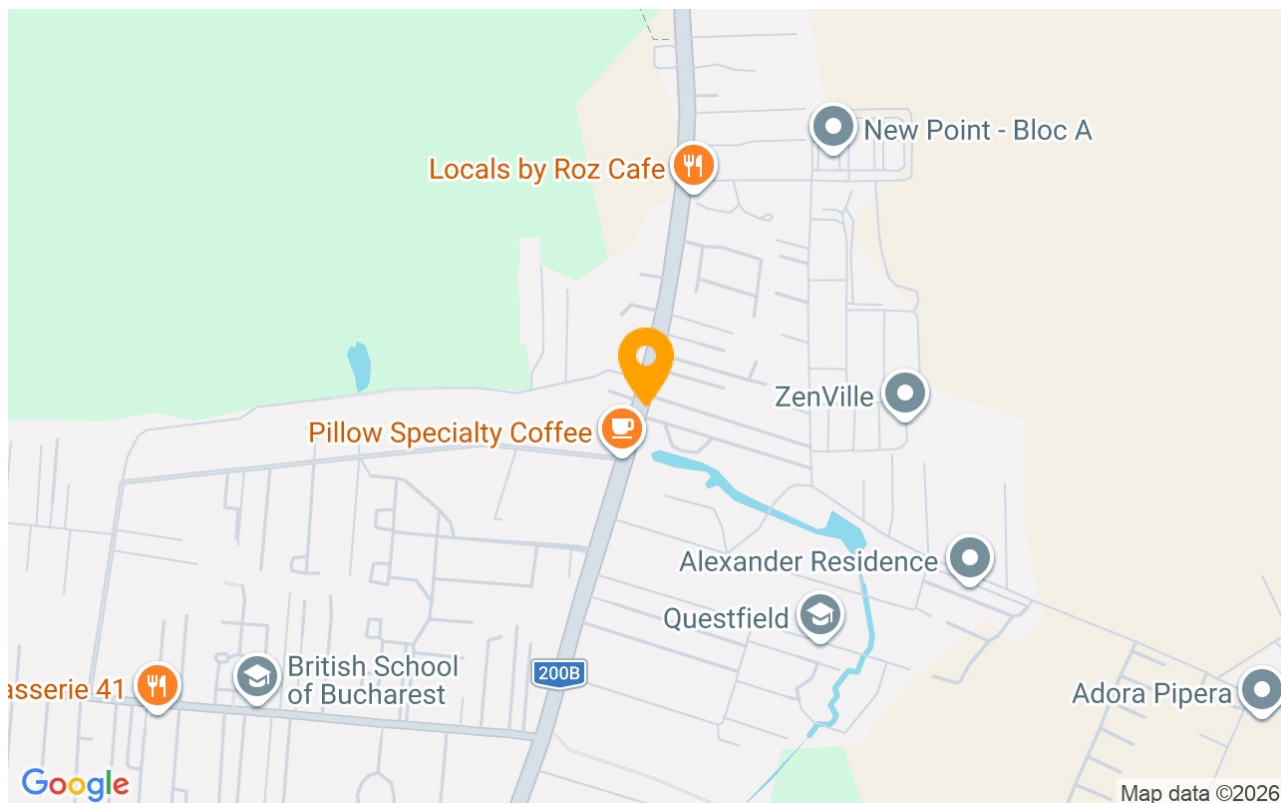 New Point - Bloc A
Locals by Roz Cafe
ZenVille
Pillow Specialty Coffee
Alexander Residence
Questfield
British School
of Bucharest
200B
asserie 41
Adora Pipera
Google
Map data ©2026